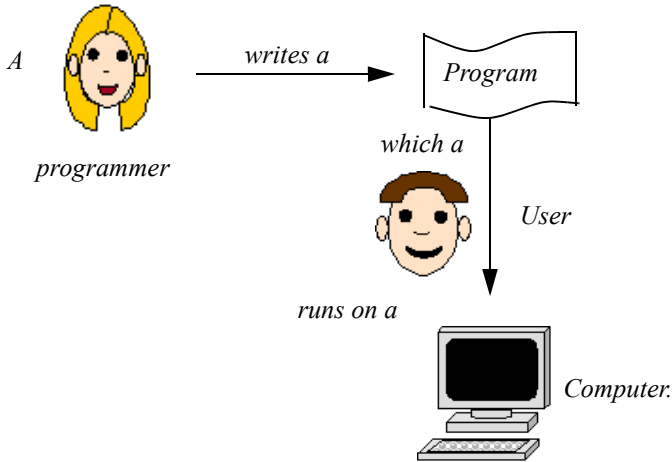 A
programmer
writes a
Program
which a
User
runs on a
Computer.